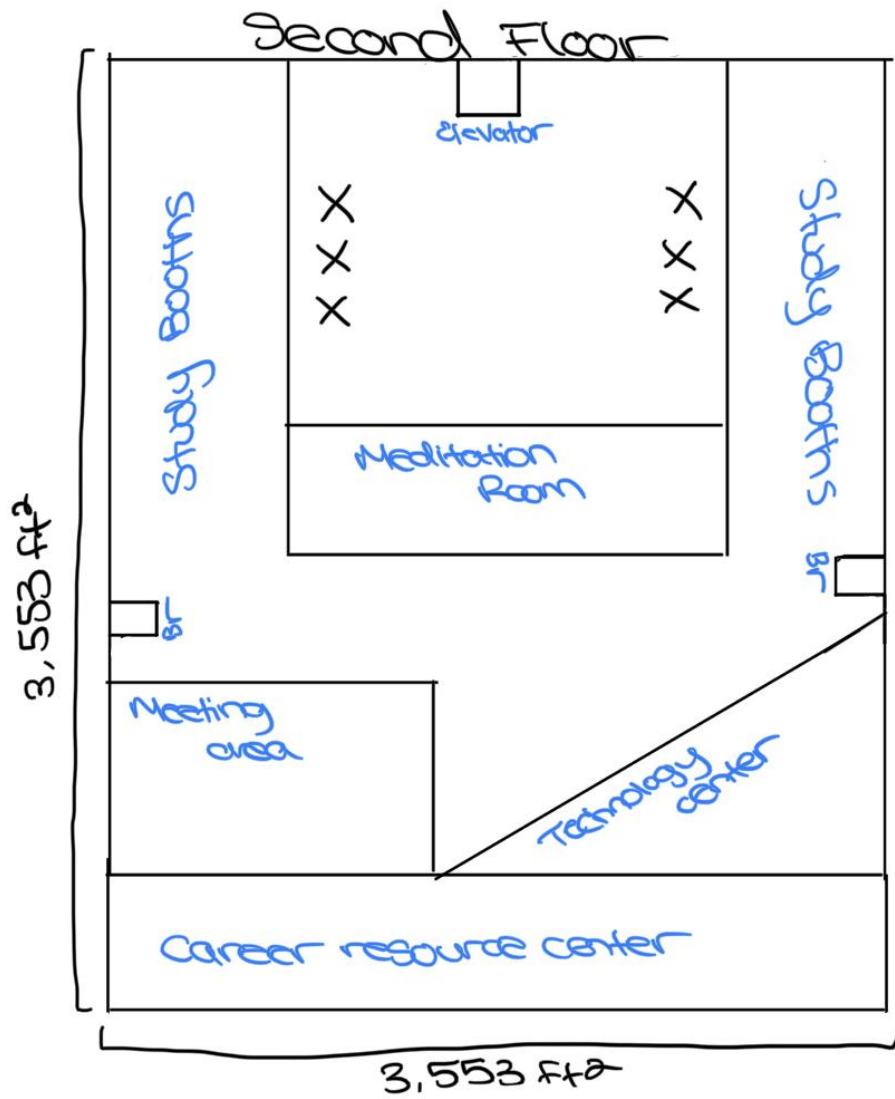 Second Floor
Elevator
X X
X X
X X
Study Booths
Study Booths
Meditation
Room
Br
Br
3,553 ft²
Meeting
area
Technology
center
Career resource center
3,553 ft²